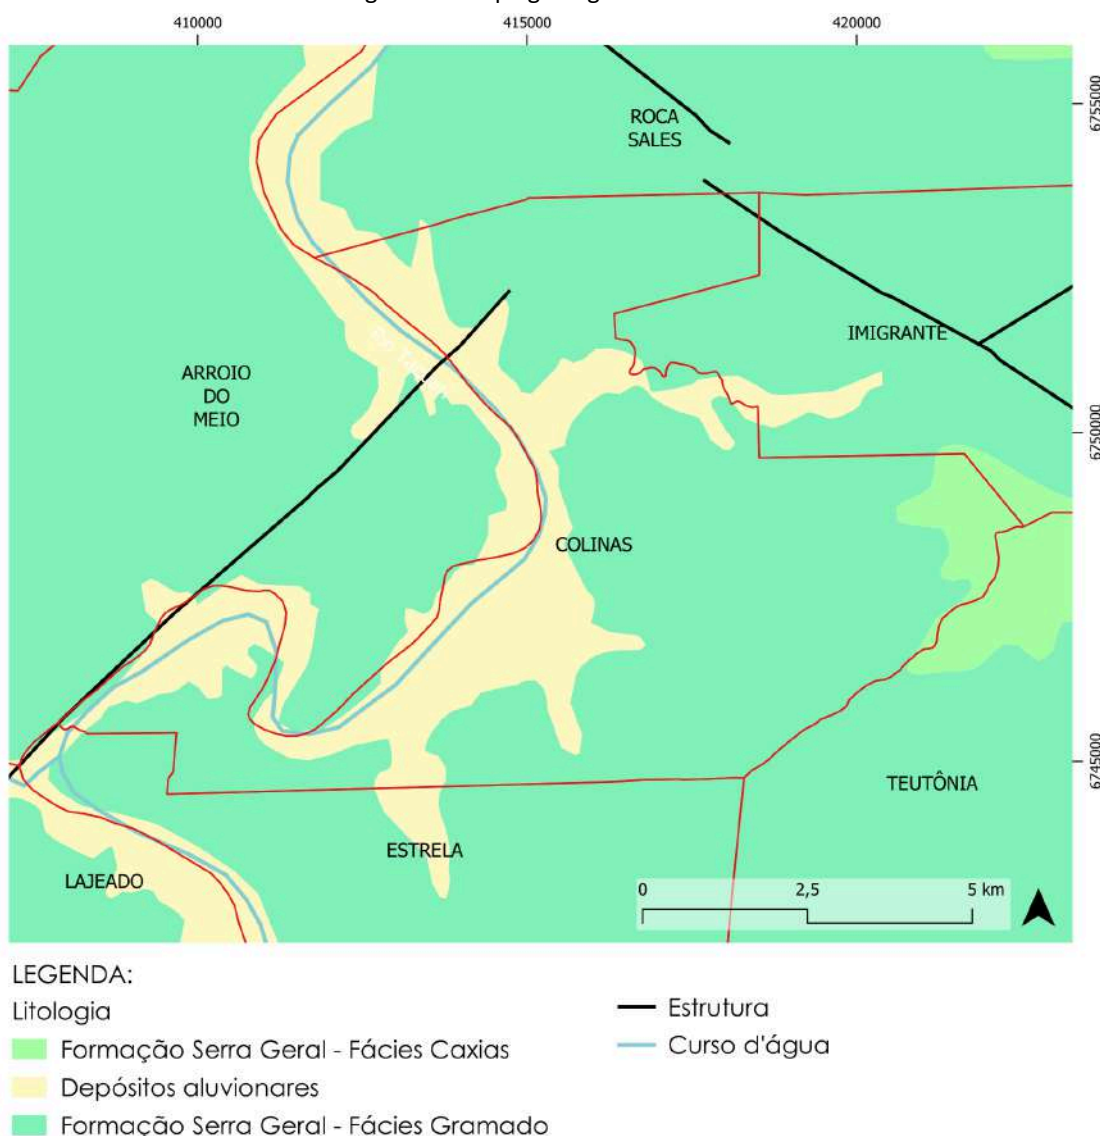 410000
415000
420000
6755000
ROCA
SALES
IMIGRANTE
ARROIO
DO
MEIO
6750000
COLINAS
6745000
TEUTÔNIA
ESTRELA
LAJEADO
0
2,5
5 km
LEGENDA:
Litologia
Estrutura
Formação Serra Geral - Fácies Caxias
Curso d'água
Depósitos aluvionares
Formação Serra Geral - Fácies Gramado